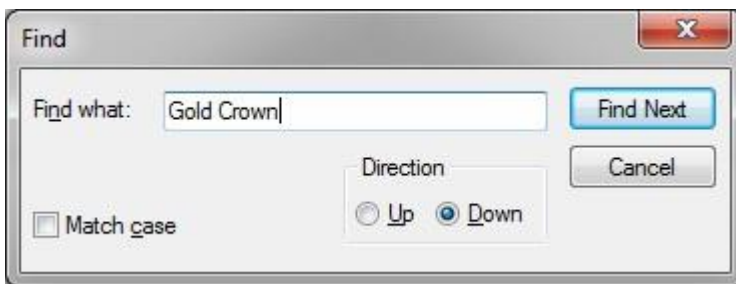 Find
Find what: Gold Crown Find Next
Direction Cancel
Match case Up Down